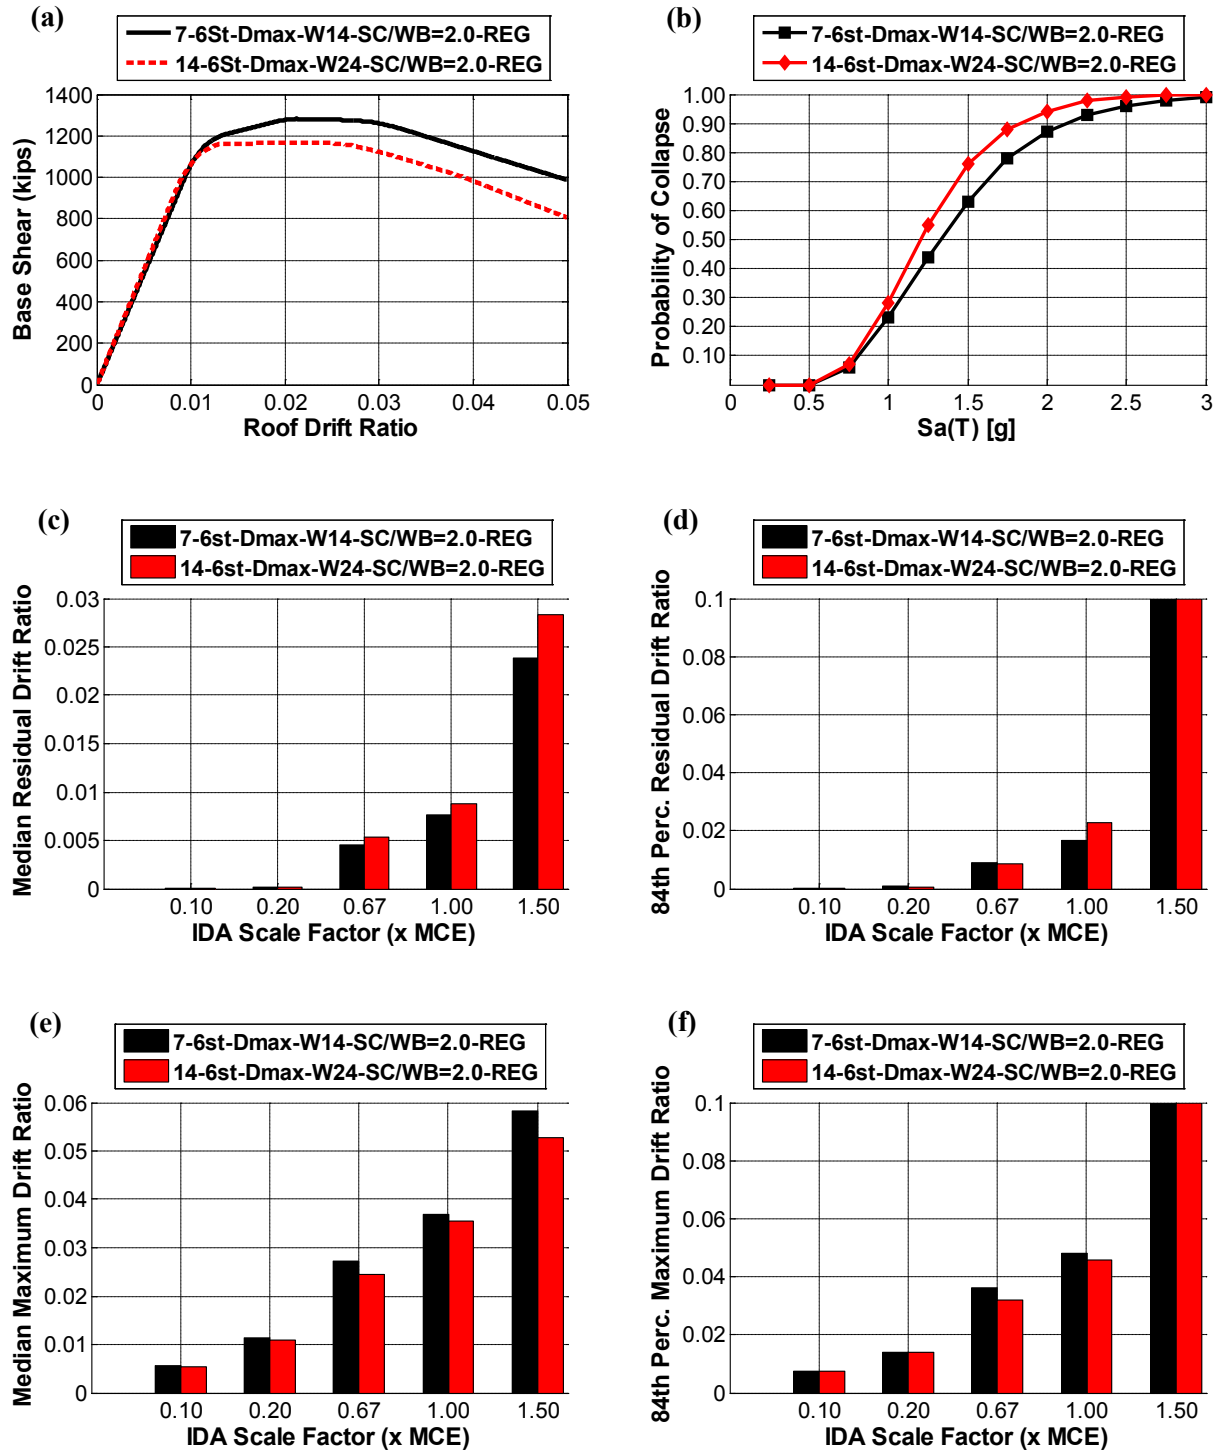 (a)
7-6St-Dmax-W14-SC/WB=2.0-REG
14-6St-Dmax-W24-SC/WB=2.0-REG
1400
1200
1000
800
600
400
200
0
Base Shear (kips)
0 0.01 0.02 0.03 0.04 0.05
Roof Drift Ratio
(b)
7-6st-Dmax-W14-SC/WB=2.0-REG
14-6st-Dmax-W24-SC/WB=2.0-REG
1.00
0.90
0.80
0.70
0.60
0.50
0.40
0.30
0.20
0.10
Probability of Collapse
0 0.5 1 1.5 2 2.5 3
Sa(T) [g]
(c)
7-6st-Dmax-W14-SC/WB=2.0-REG
14-6st-Dmax-W24-SC/WB=2.0-REG
0.03
0.025
0.02
0.015
0.01
0.005
0
Median Residual Drift Ratio
0.10 0.20 0.67 1.00 1.50
IDA Scale Factor (x MCE)
(d)
7-6st-Dmax-W14-SC/WB=2.0-REG
14-6st-Dmax-W24-SC/WB=2.0-REG
0.1
0.08
0.06
0.04
0.02
0
84th Perc. Residual Drift Ratio
0.10 0.20 0.67 1.00 1.50
IDA Scale Factor (x MCE)
(e)
7-6st-Dmax-W14-SC/WB=2.0-REG
14-6st-Dmax-W24-SC/WB=2.0-REG
0.06
0.05
0.04
0.03
0.02
0.01
0
Median Maximum Drift Ratio
0.10 0.20 0.67 1.00 1.50
IDA Scale Factor (x MCE)
(f)
7-6st-Dmax-W14-SC/WB=2.0-REG
14-6st-Dmax-W24-SC/WB=2.0-REG
0.1
0.08
0.06
0.04
0.02
0
84th Perc. Maximum Drift Ratio
0.10 0.20 0.67 1.00 1.50
IDA Scale Factor (x MCE)